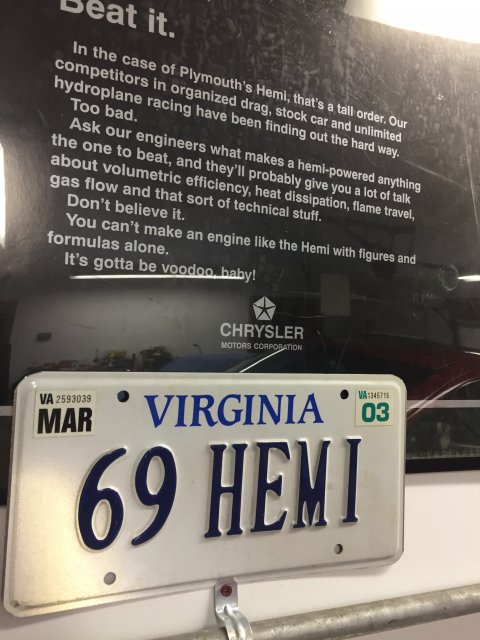 Beat it.
In the case of Plymouth's Hemi, that's a tall order. Our
competitors in organized drag, stock car and unlimited
hydroplane racing have been finding out the hard way.
Too bad.
Ask our engineers what makes a hemi-powered anything
the one to beat, and they'll probably give you a lot of talk
about volumetric efficiency, heat dissipation, flame travel,
gas flow and that sort of technical stuff.
Don't believe it.
You can't make an engine like the Hemi with figures and
formulas alone.
It's gotta be voodoo, baby!
CHRYSLER
MOTORS CORPORATION
VA 2593039
MAR
VIRGINIA
VA 1345715
03
69 HEMI